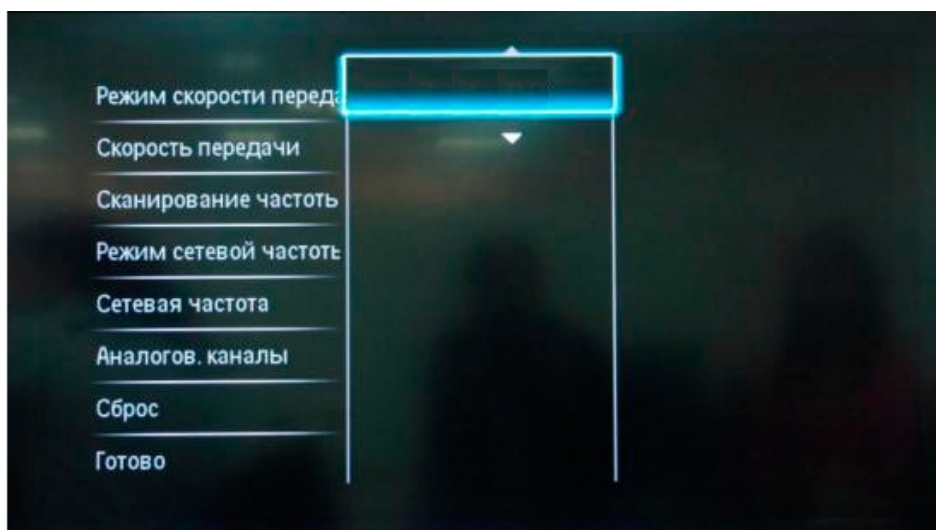 Режим скорости переда
Скорость передачи
Сканирование частоть
Режим сетевой частоть
Сетевая частота
Аналогов. каналы
Сброс
Готово